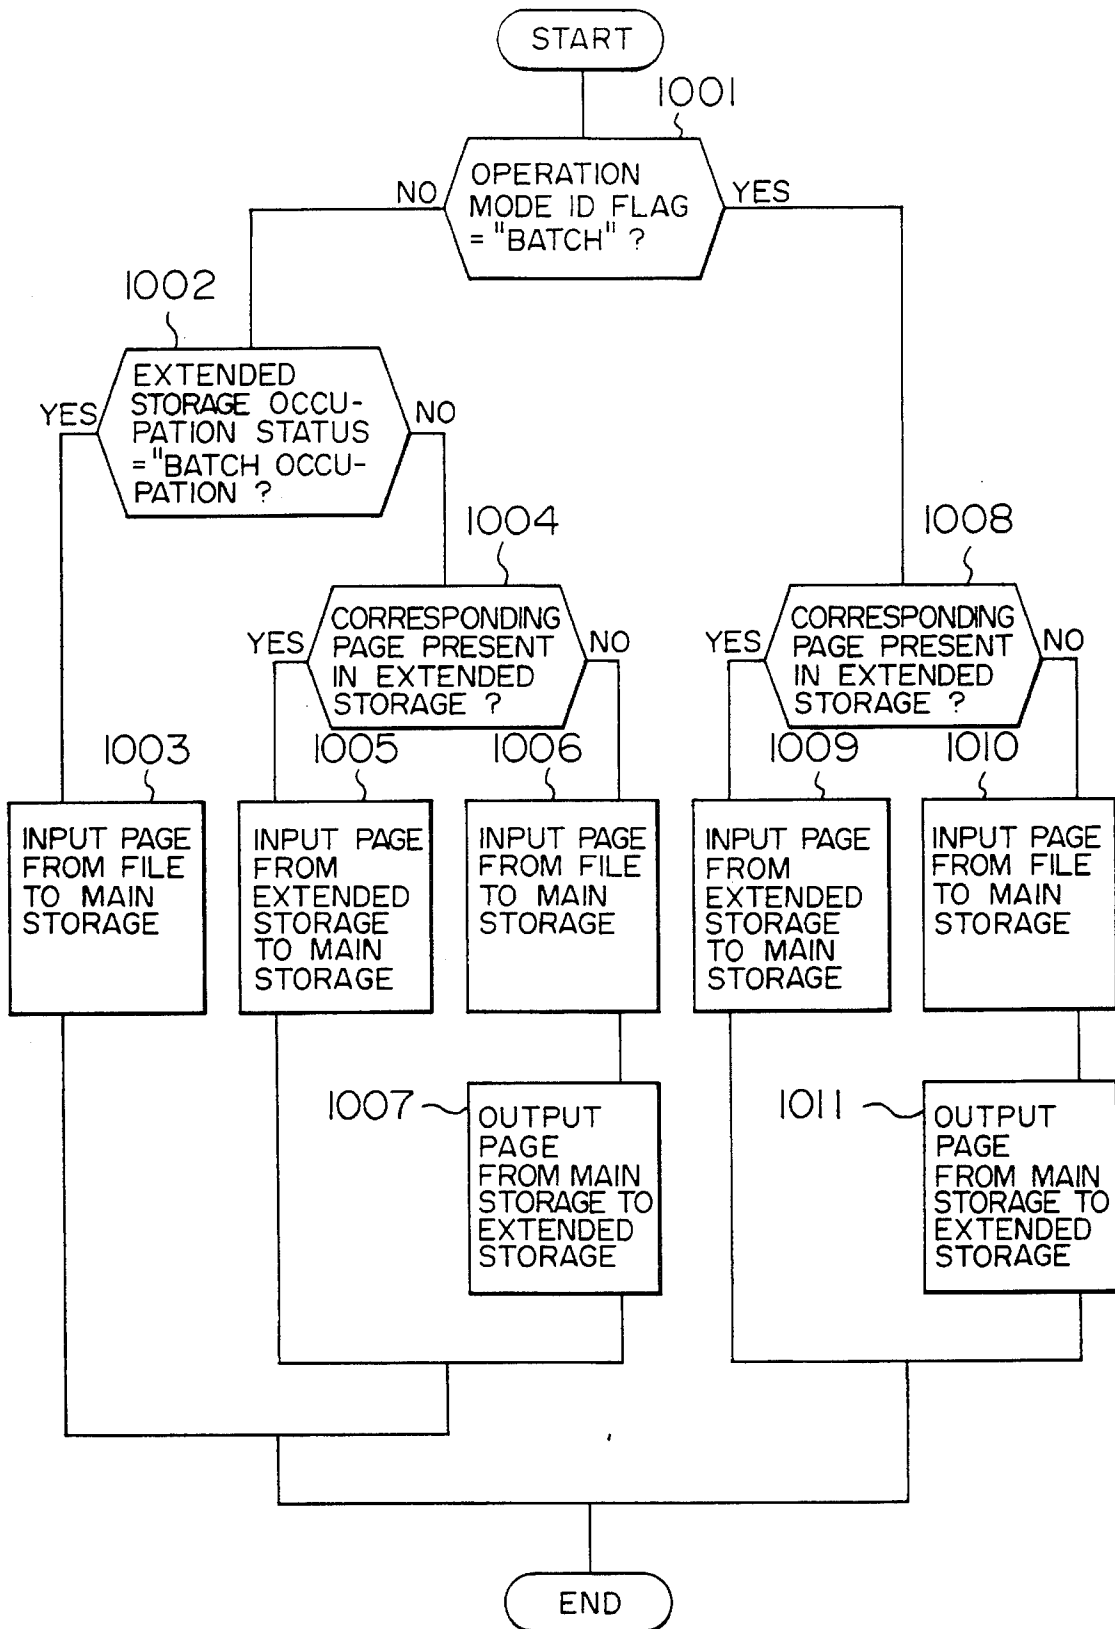 START
1001
OPERATION
MODE ID FLAG
="BATCH" ?
NO
YES
1002
EXTENDED
STORAGE OCCU-
PATION STATUS
="BATCH OCCU-
PATION ?
YES
NO
1004
CORRESPONDING
PAGE PRESENT
IN EXTENDED
STORAGE ?
YES
NO
1008
CORRESPONDING
PAGE PRESENT
IN EXTENDED
STORAGE ?
YES
NO
1003
INPUT PAGE
FROM FILE
TO MAIN
STORAGE
1005
INPUT PAGE
FROM
EXTENDED
STORAGE
TO MAIN
STORAGE
1006
INPUT PAGE
FROM FILE
TO MAIN
STORAGE
1009
INPUT PAGE
FROM
EXTENDED
STORAGE
TO MAIN
STORAGE
1010
INPUT PAGE
FROM FILE
TO MAIN
STORAGE
1007
OUTPUT
PAGE
FROM MAIN
STORAGE TO
EXTENDED
STORAGE
1011
OUTPUT
PAGE
FROM MAIN
STORAGE TO
EXTENDED
STORAGE
END